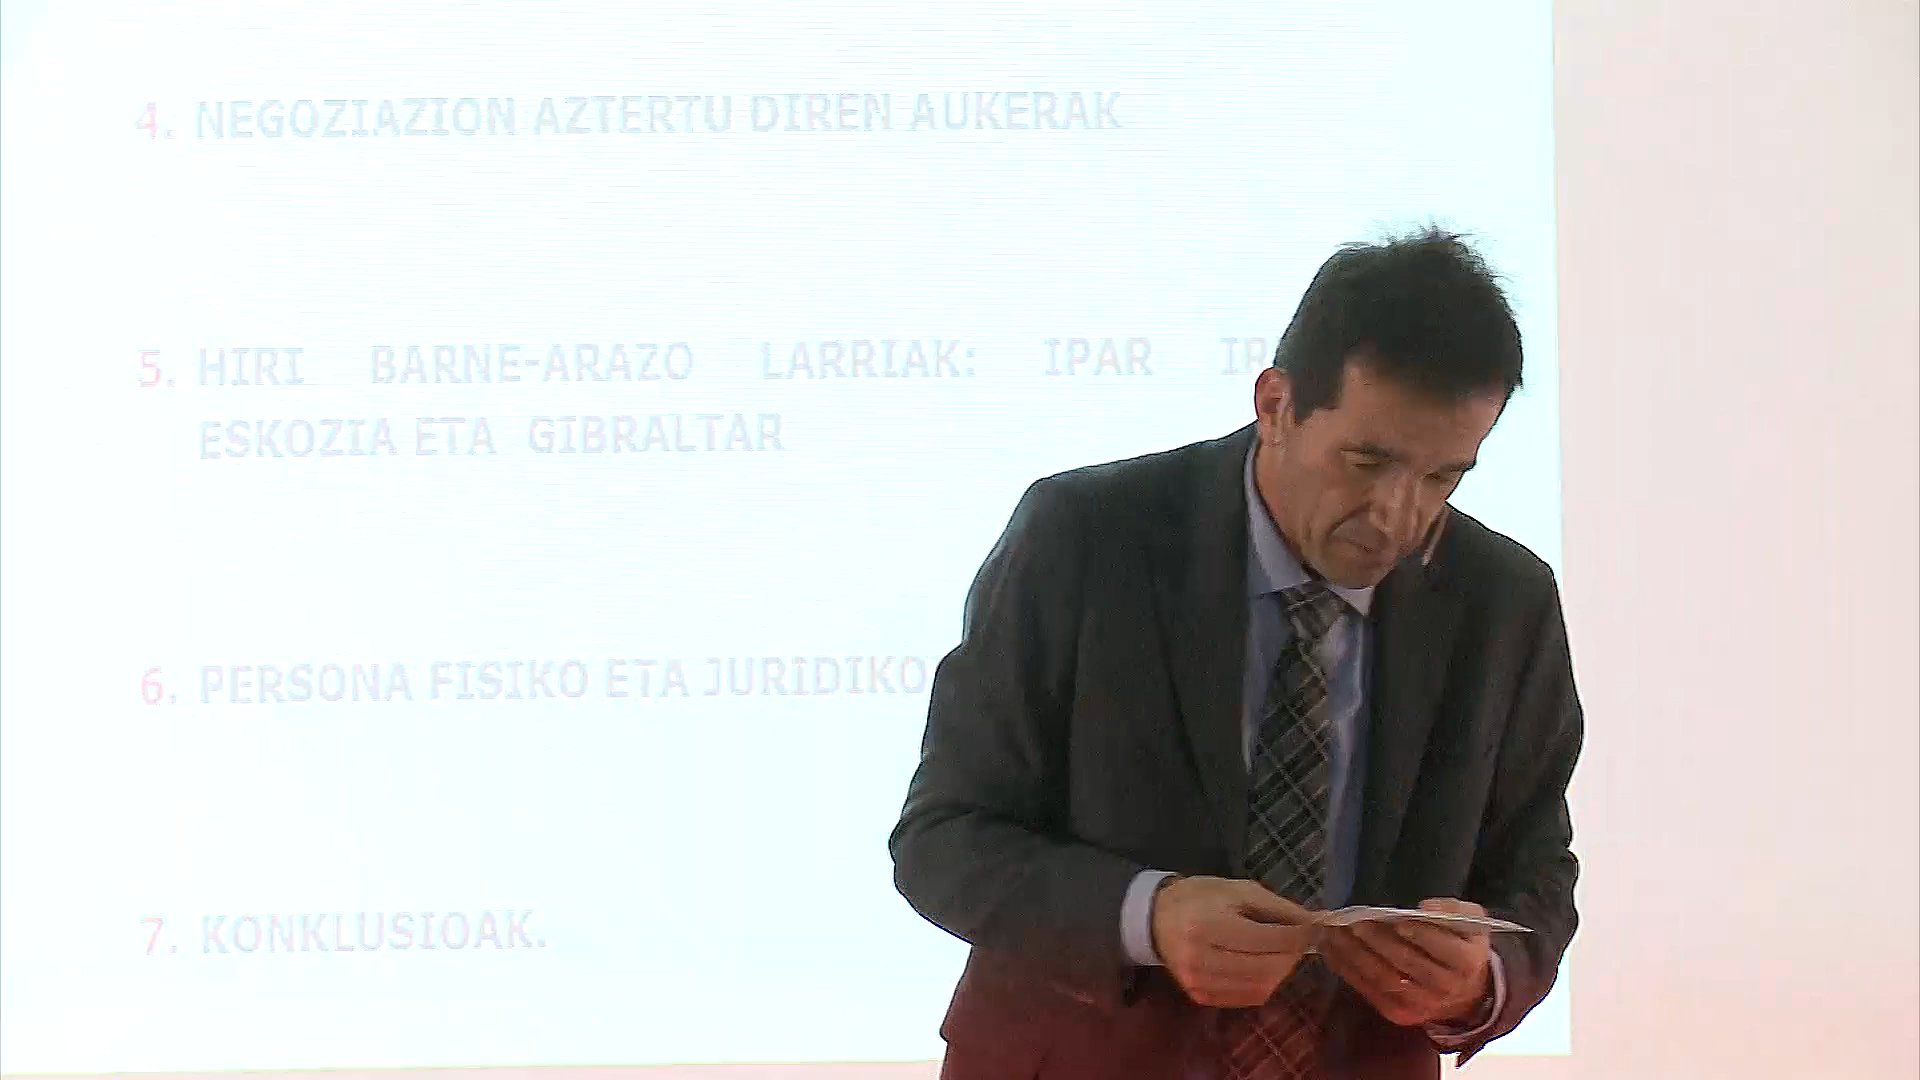 4. NEGOZIAZION AZTERTU DIREN AUKERAK
5. HIRI BARNE-ARAZO LARRIAK: IPAR
ESKOZIA ETA GIBRALTAR
6. PERSONA FISIKO ETA
7. KONKLUSIOAK.